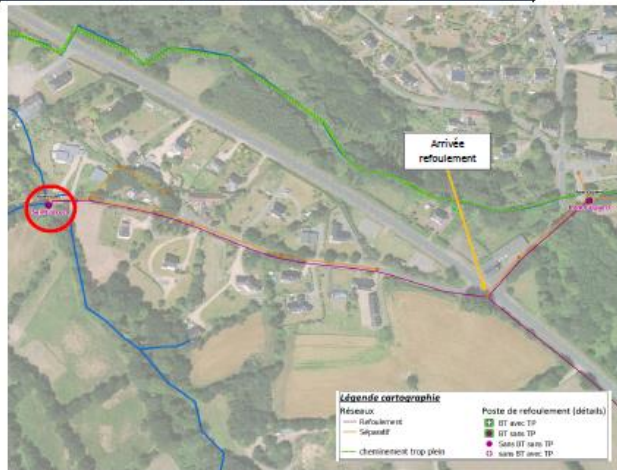 Arrivée
refoulement
Légende cartographie
Réseaux
Refoulement
Séparatif
cheminement trop plein
Poste de refoulement (détails)
BT avec TP
BT sans TP
Sans BT sans TP
sans BT avec TP